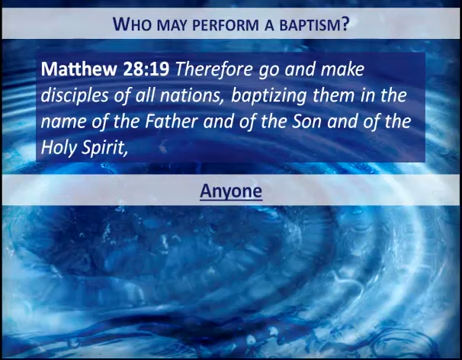 WHO MAY PERFORM A BAPTISM?
Matthew 28:19 Therefore go and make
disciples of all nations, baptizing them in the
name of the Father and of the Son and of the
Holy Spirit,
Anyone